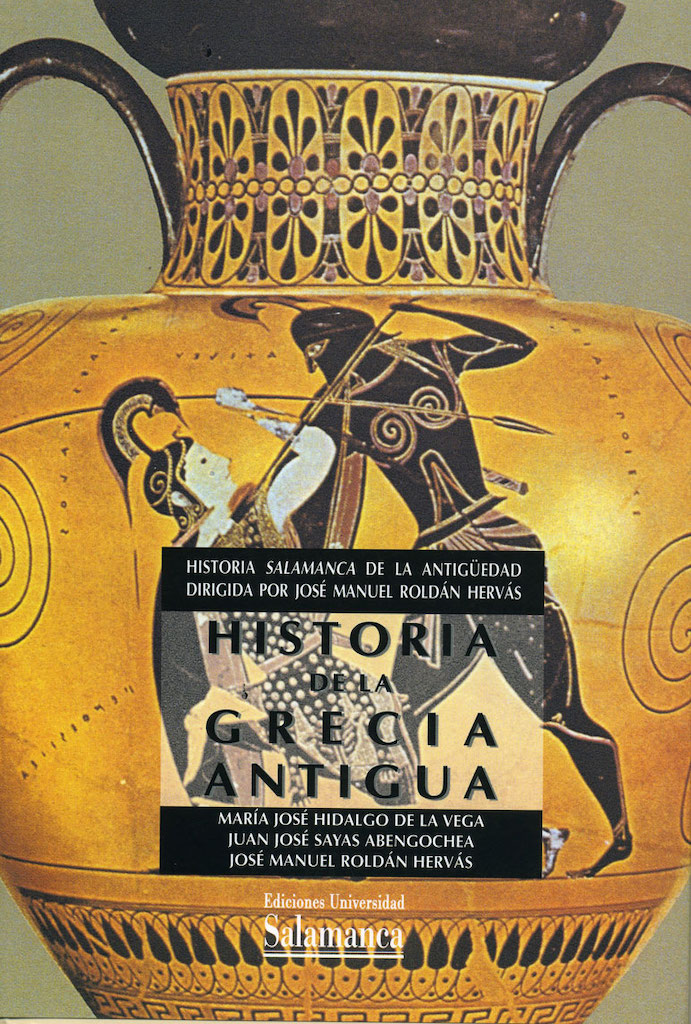 HISTORIA SALAMANCA DE LA ANTIGÜEDAD
DIRIGIDA POR JOSÉ MANUEL ROLDÁN HERVÁS
HISTORIA
DE LA
GRECIA
ANTIGUA
MARÍA JOSÉ HIDALGO DE LA VEGA
JUAN JOSÉ SAYAS ABENGOCHEA
JOSÉ MANUEL ROLDÁN HERVÁS
Ediciones Universidad
Salamanca